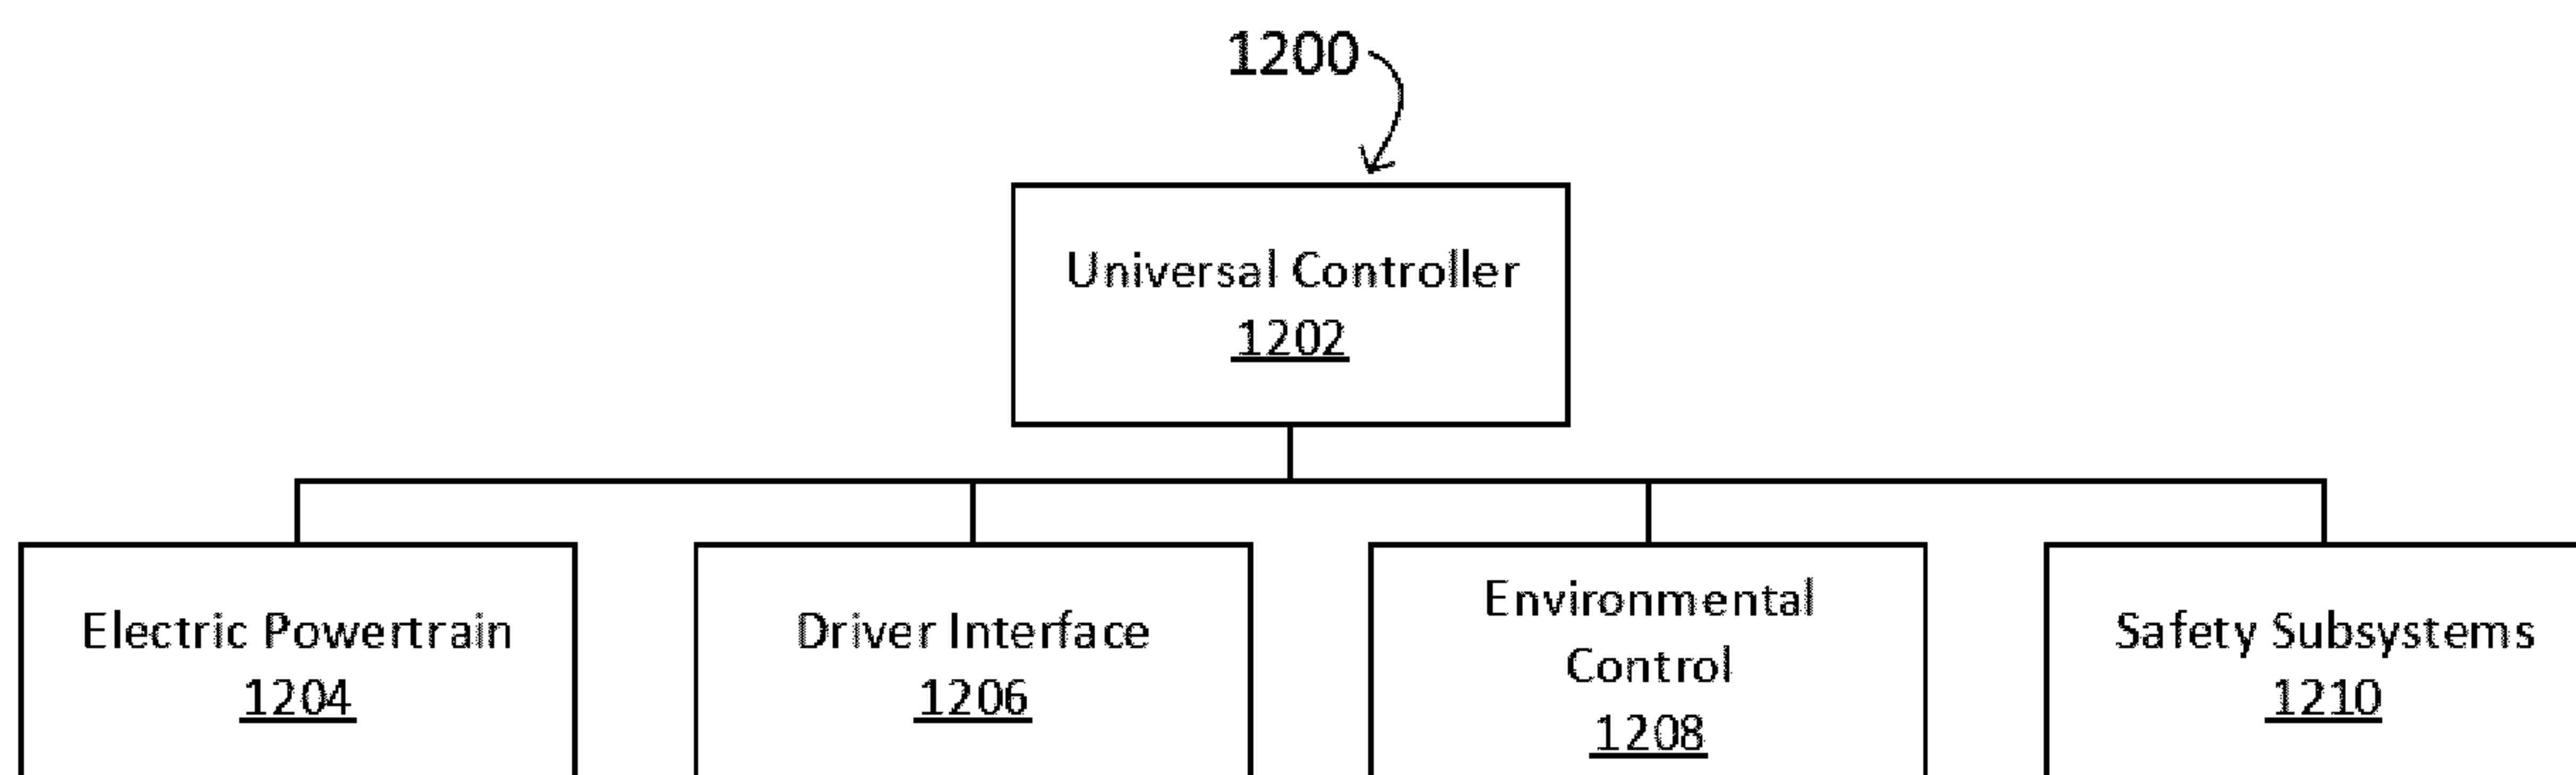 1200
Universal Controller
1202
Electric Powertrain
1204
Driver Interface
1206
Environmental
Control
1208
Safety Subsystems
1210